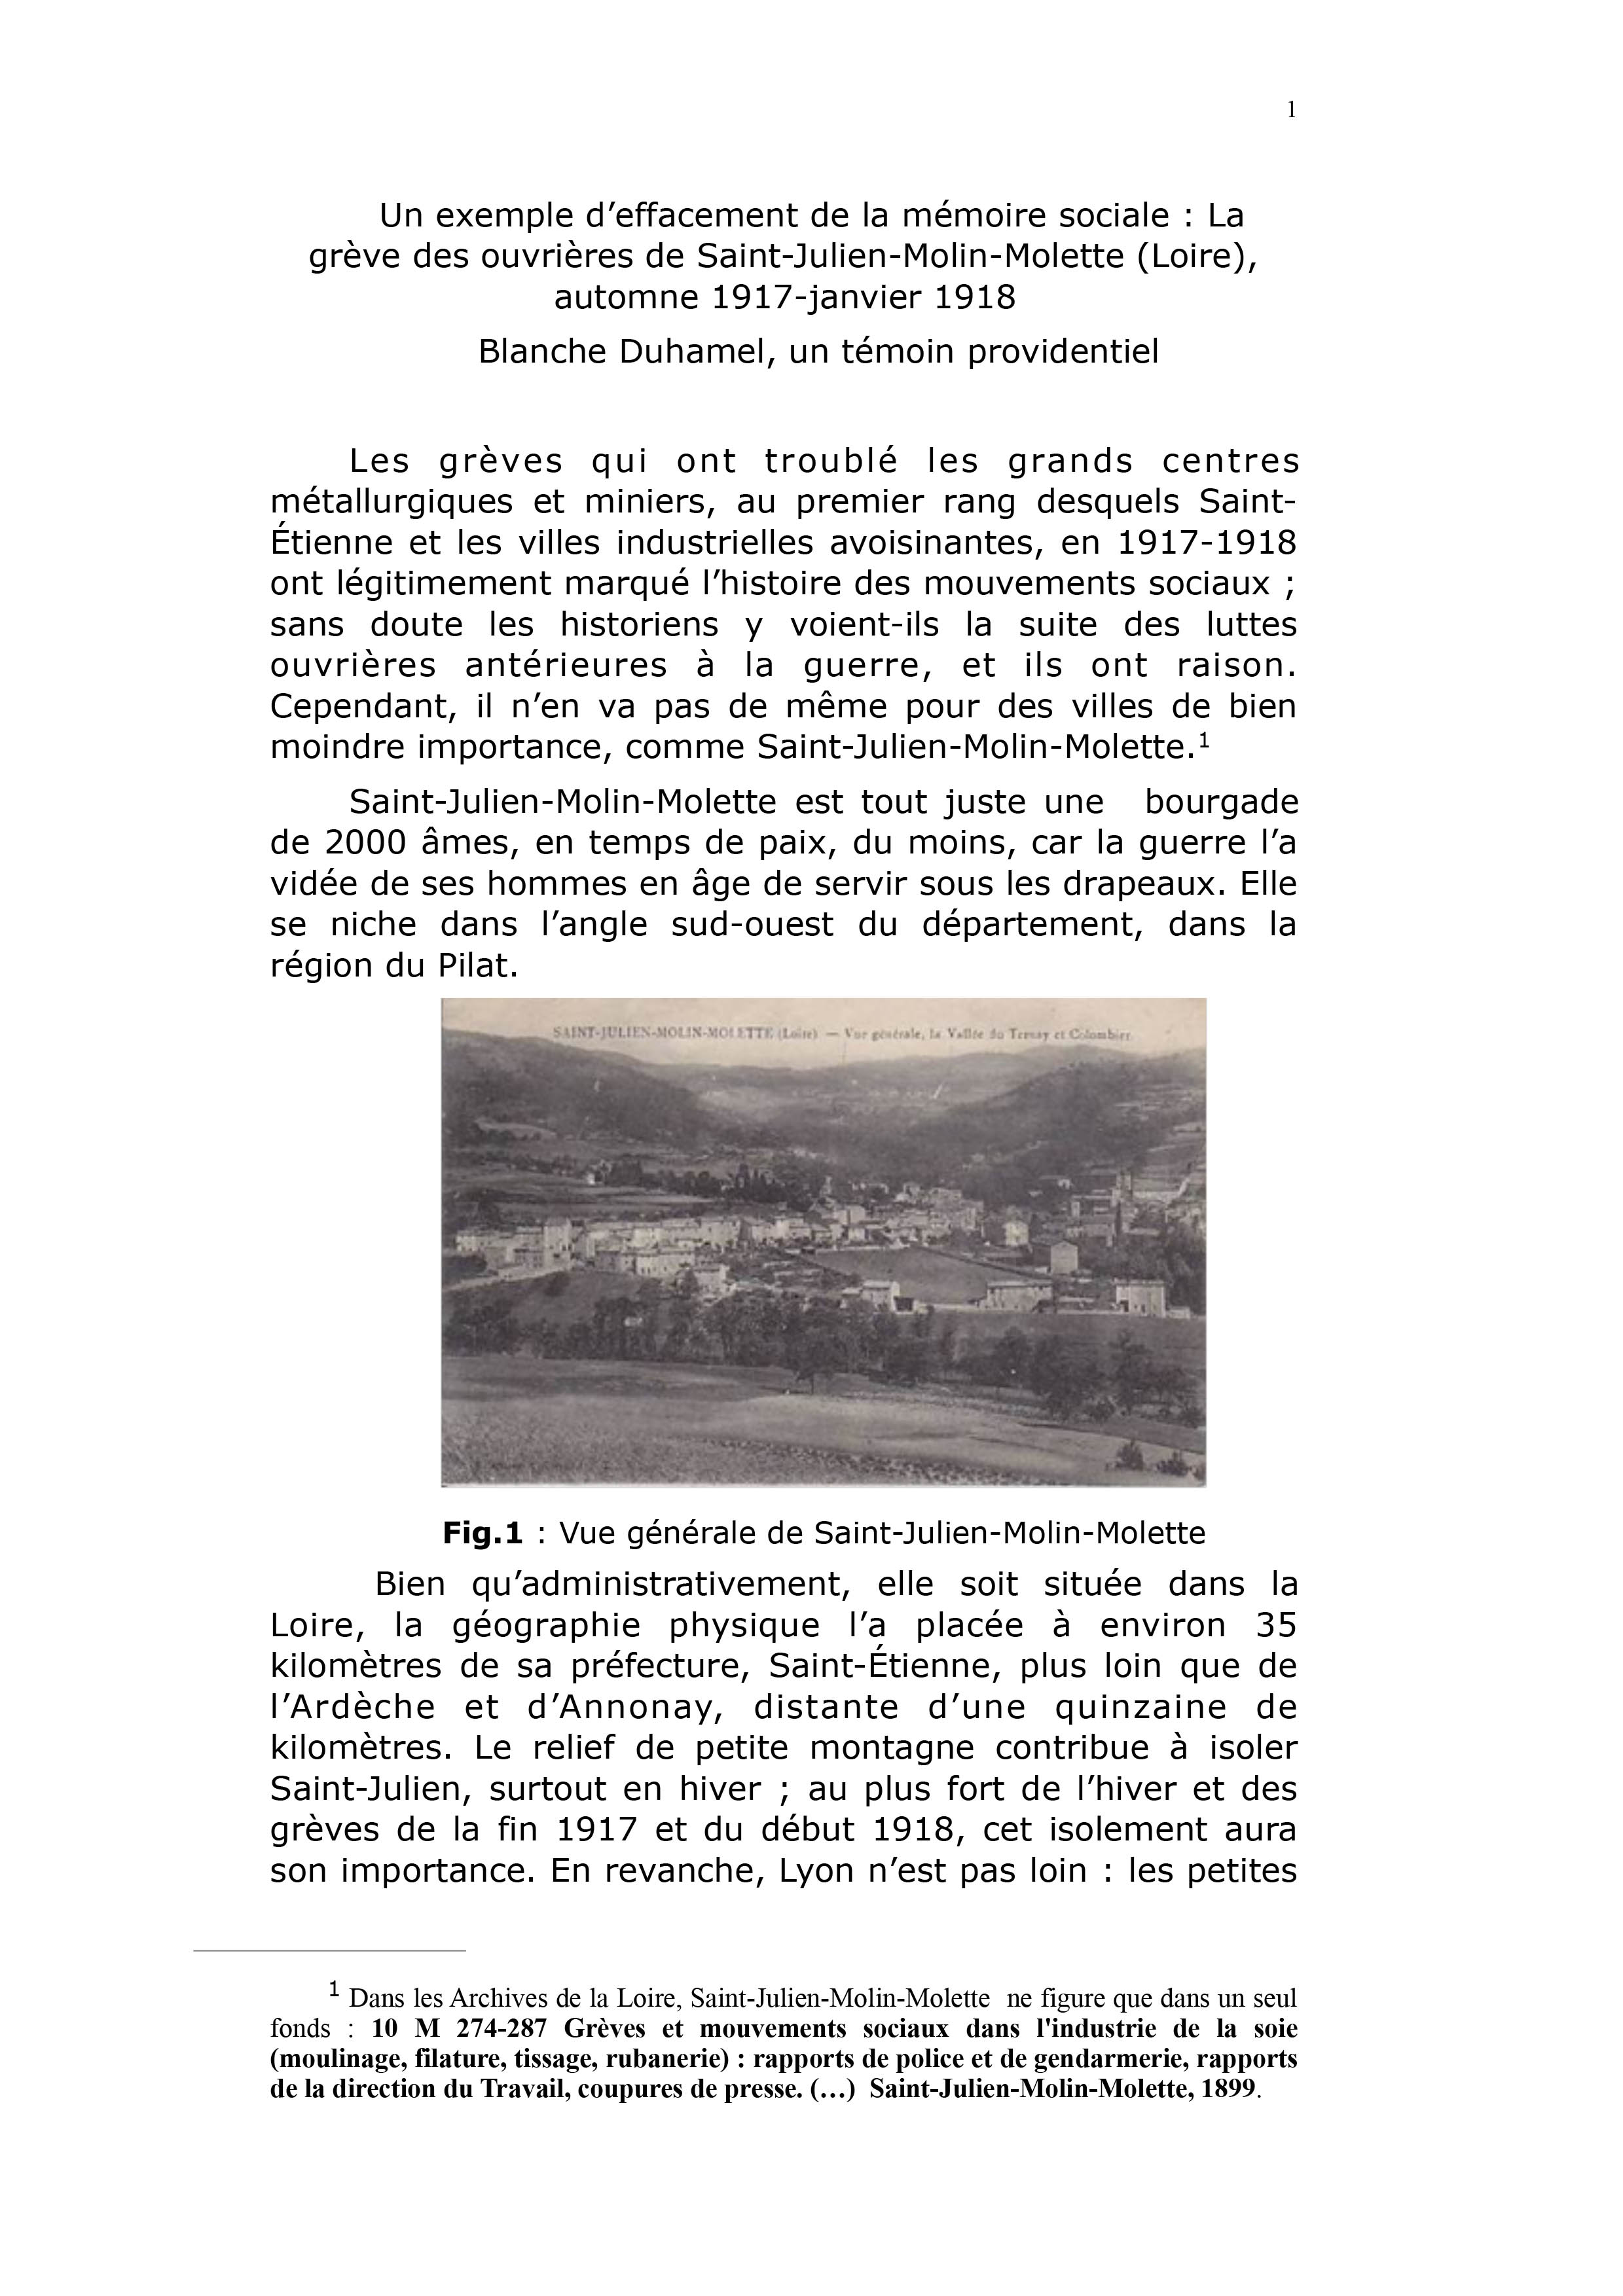 1
Un exemple d’effacement de la mémoire sociale : La
grève des ouvrières de Saint-Julien-Molin-Molette (Loire),
automne 1917-janvier 1918
Blanche Duhamel, un témoin providentiel
Les grèves qui ont troublé les grands centres
métallurgiques et miniers, au premier rang desquels Saint-
Étienne et les villes industrielles avoisinantes, en 1917-1918
ont légitimement marqué l’histoire des mouvements sociaux ;
sans doute les historiens y voient-ils la suite des luttes
ouvrières antérieures à la guerre, et ils ont raison.
Cependant, il n’en va pas de même pour des villes de bien
moindre importance, comme Saint-Julien-Molin-Molette.¹
Saint-Julien-Molin-Molette est tout juste une bourgade
de 2000 âmes, en temps de paix, du moins, car la guerre l’a
vidée de ses hommes en âge de servir sous les drapeaux. Elle
se niche dans l’angle sud-ouest du département, dans la
région du Pilat.
SAINT-JULIEN-MOLIN-MOLETTE (Loire) — Vue générale, la Vallée du Ternay et Colombier
Fig.1 : Vue générale de Saint-Julien-Molin-Molette
Bien qu’administrativement, elle soit située dans la
Loire, la géographie physique l’a placée à environ 35
kilomètres de sa préfecture, Saint-Étienne, plus loin que de
l’Ardèche et d’Annonay, distante d’une quinzaine de
kilomètres. Le relief de petite montagne contribue à isoler
Saint-Julien, surtout en hiver ; au plus fort de l’hiver et des
grèves de la fin 1917 et du début 1918, cet isolement aura
son importance. En revanche, Lyon n’est pas loin : les petites
¹ Dans les Archives de la Loire, Saint-Julien-Molin-Molette ne figure que dans un seul
fonds : 10 M 274-287 Grèves et mouvements sociaux dans l'industrie de la soie
(moulinage, filature, tissage, rubanerie) : rapports de police et de gendarmerie, rapports
de la direction du Travail, coupures de presse. (…) Saint-Julien-Molin-Molette, 1899.